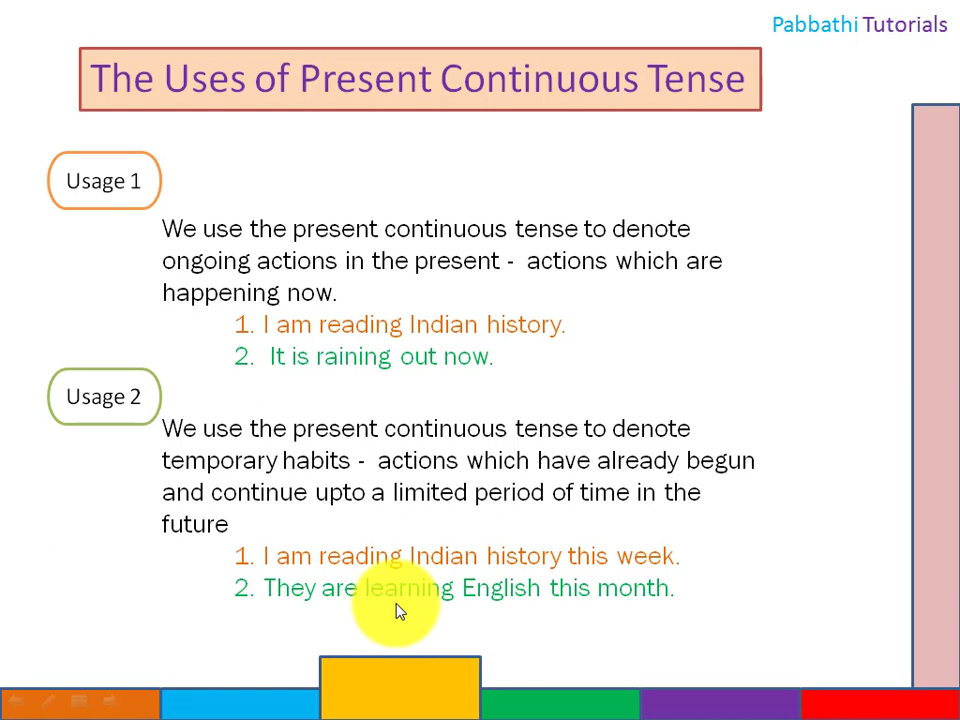 Pabbathi Tutorials
The Uses of Present Continuous Tense
Usage 1
We use the present continuous tense to denote
ongoing actions in the present - actions which are
happening now.
1. I am reading Indian history.
2. It is raining out now.
Usage 2
We use the present continuous tense to denote
temporary habits - actions which have already begun
and continue upto a limited period of time in the
future
1. I am reading Indian history this week.
2. They are learning English this month.